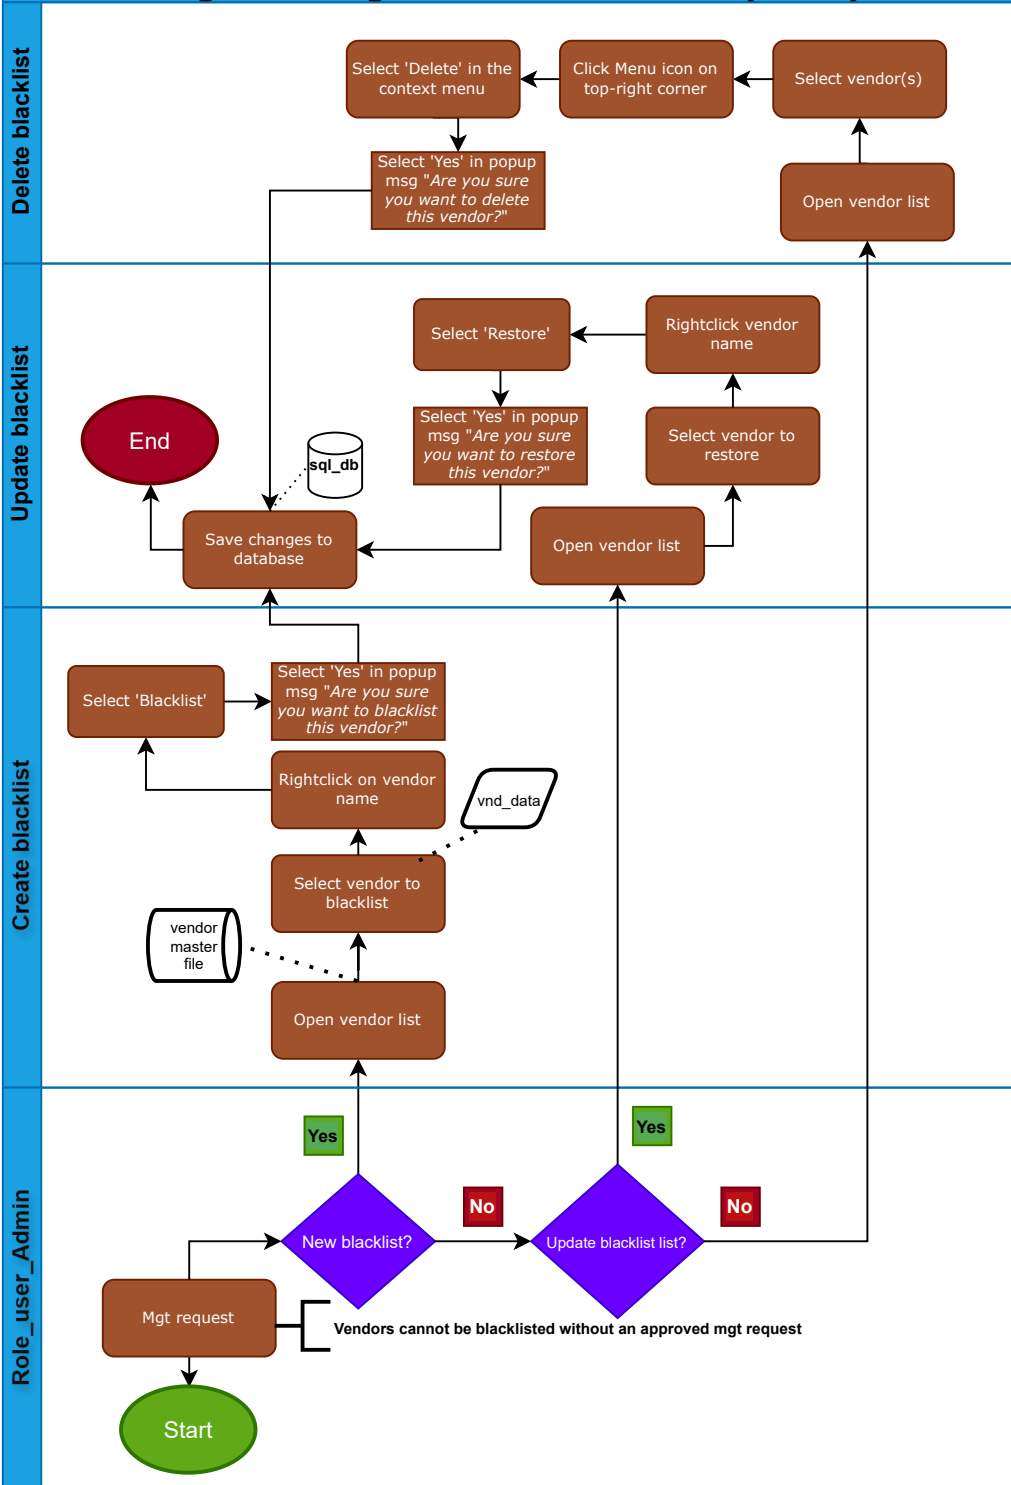 Delete blacklist
Select 'Delete' in the
context menu
Click Menu icon on
top-right corner
Select vendor(s)
Select 'Yes' in popup
msg "Are you sure
you want to delete
this vendor?"
Open vendor list
Update blacklist
Select 'Restore'
Rightclick vendor
name
End
Select 'Yes' in popup
msg "Are you sure
you want to restore
this vendor?"
Select vendor to
restore
sql_db
Save changes to
database
Open vendor list
Create blacklist
Select 'Blacklist'
Select 'Yes' in popup
msg "Are you sure
you want to blacklist
this vendor?"
Rightclick on vendor
name
vnd_data
Select vendor to
blacklist
vendor
master
file
Open vendor list
Role_user_Admin
Yes
Yes
No
No
New blacklist?
Update blacklist list?
Mgt request
Vendors cannot be blacklisted without an approved mgt request
Start